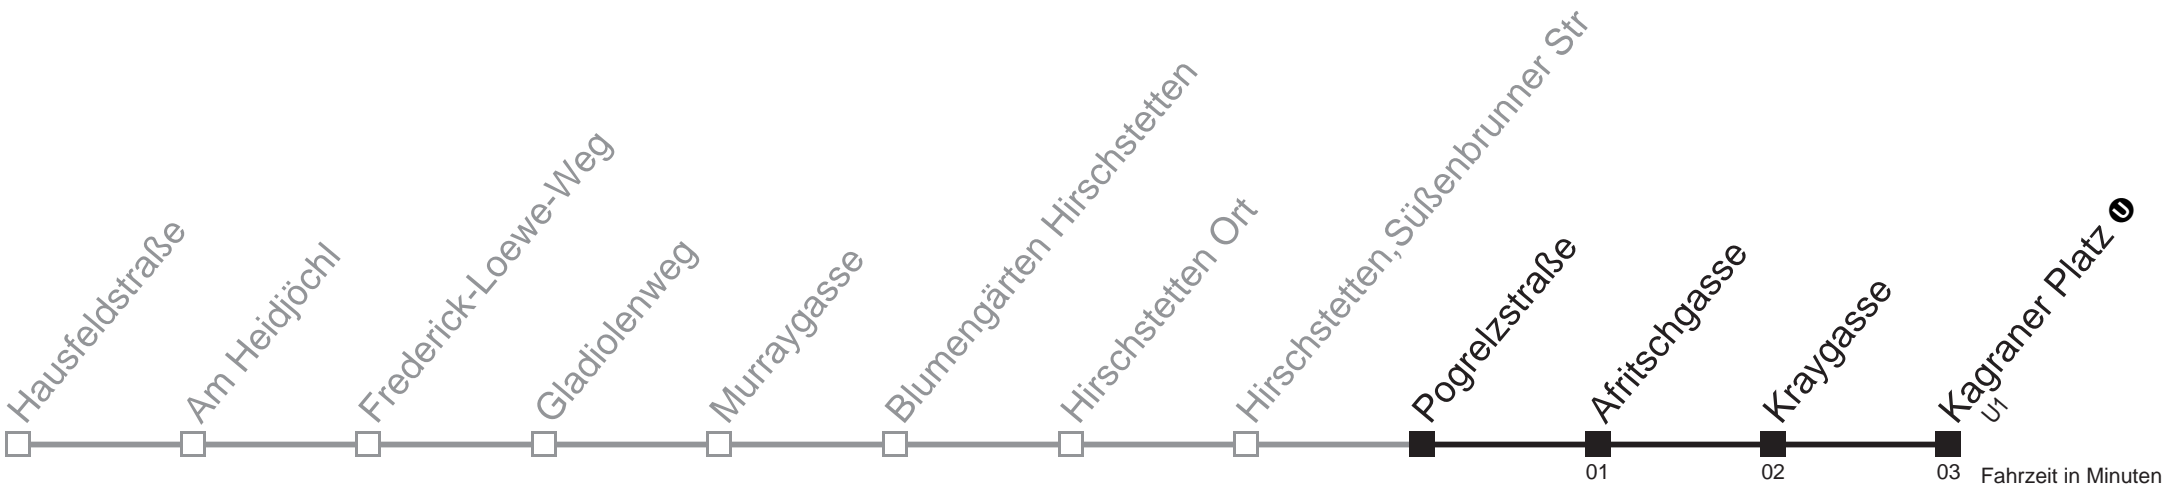 Hausfeldstraße
Am Heidjöchl
Frederick-Loewe-Weg
Gladiolenweg
Murraygasse
Blumengärten Hirschstetten
Hirschstetten Ort
Hirschstetten,Süßenbrunner Str
Pogrelzstraße
Afritschgasse
Kraygasse
Kagraner Platz U
U1
01 02 03 Fahrzeit in Minuten